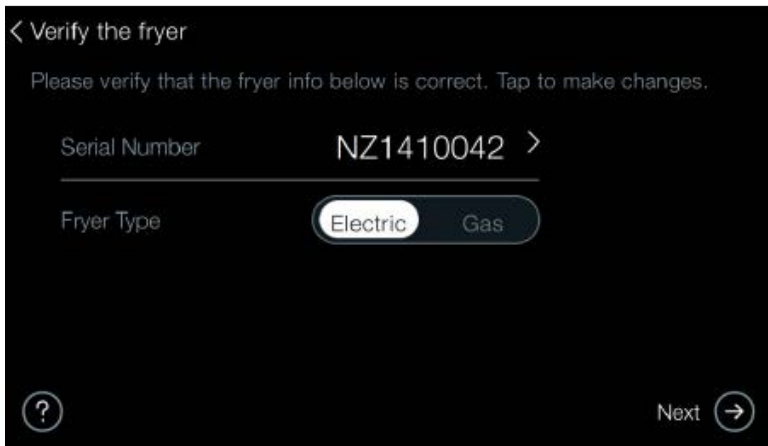 Verify the fryer
Please verify that the fryer info below is correct. Tap to make changes.
Serial Number NZ1410042
Fryer Type Electric Gas
?
Next